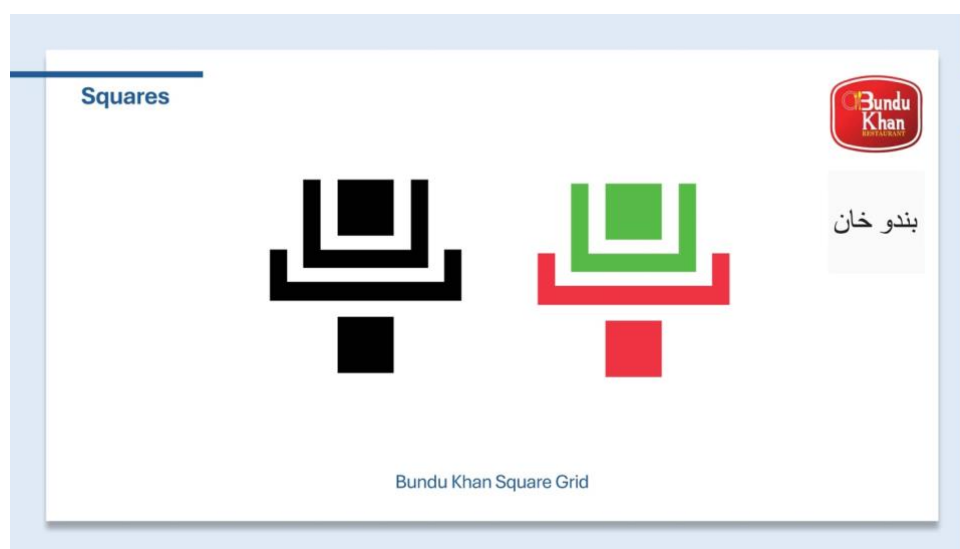 Squares
Bundu
Khan
RESTAURANT
بندو خان
Bundu Khan Square Grid